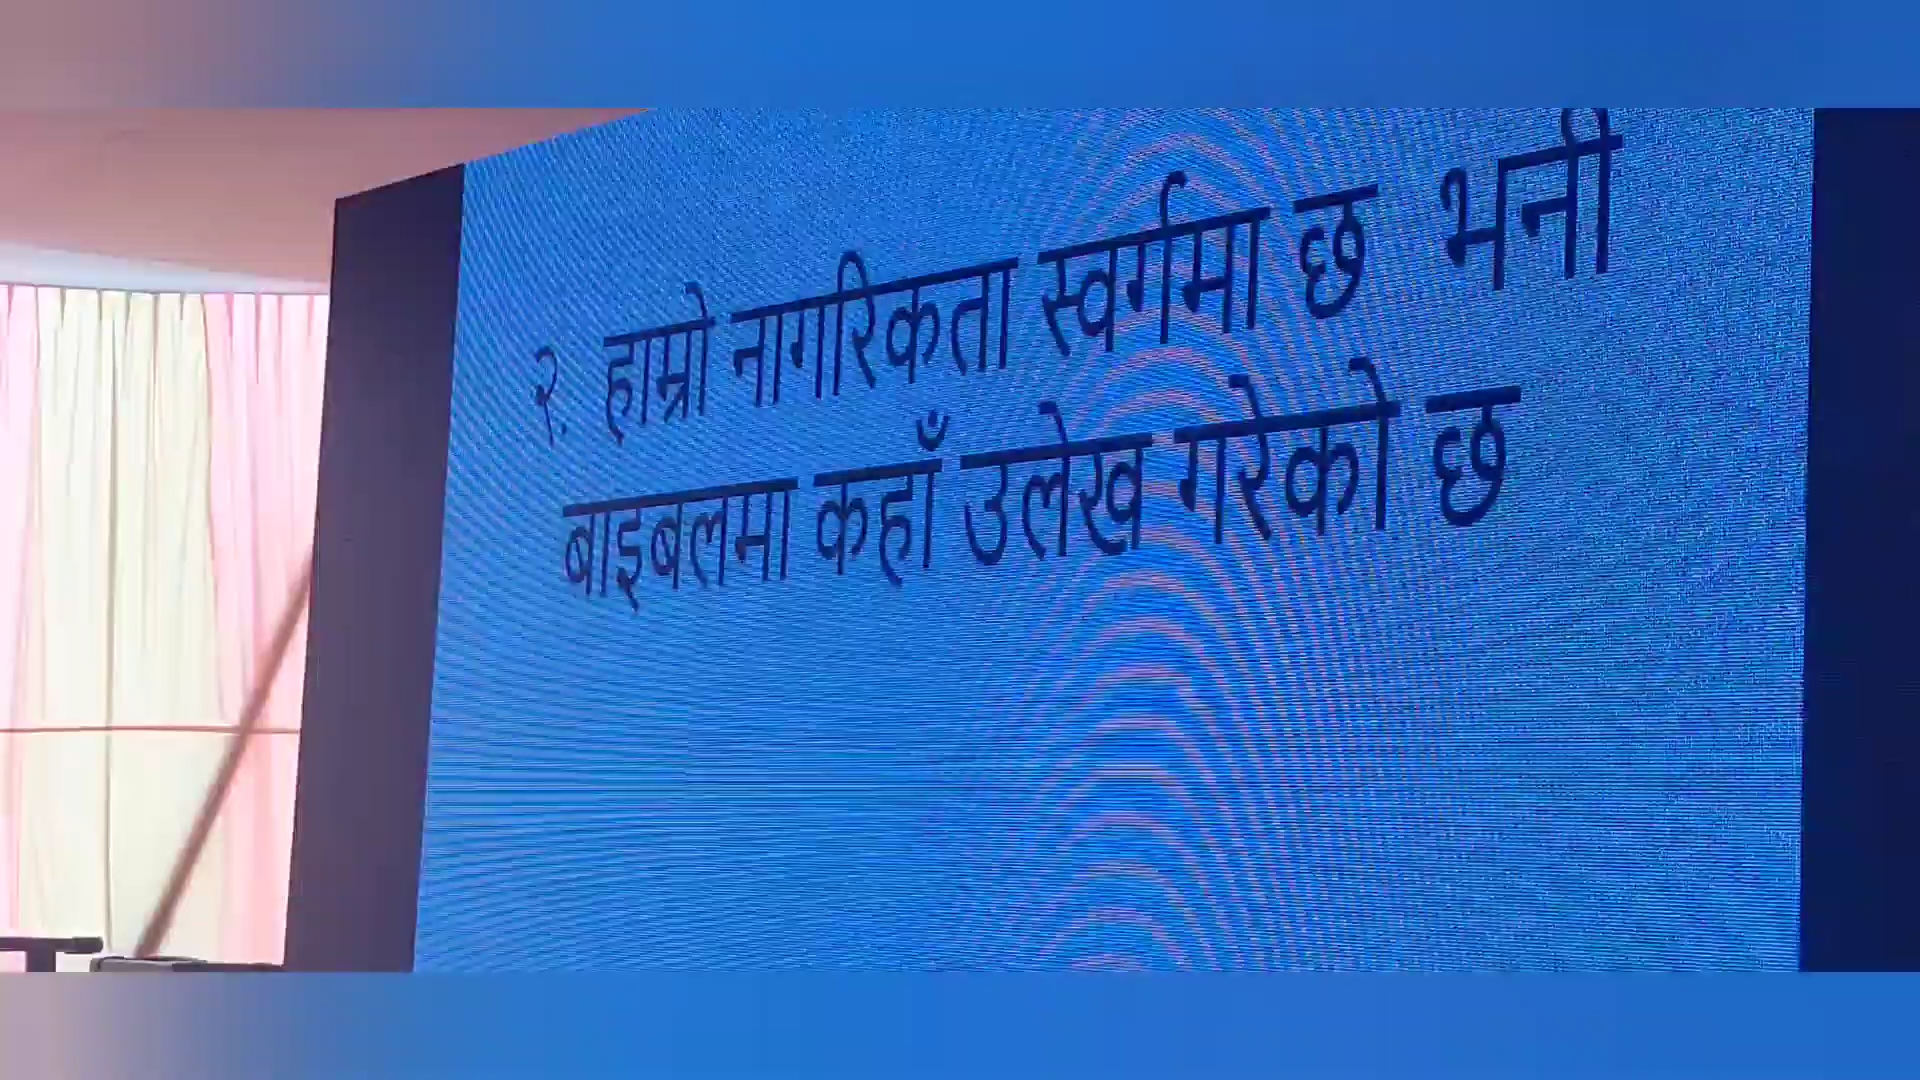 २. हाम्रो नागरिकता स्वर्गमा छ भनी
बाइबलमा कहाँ उलेख गरेको छ